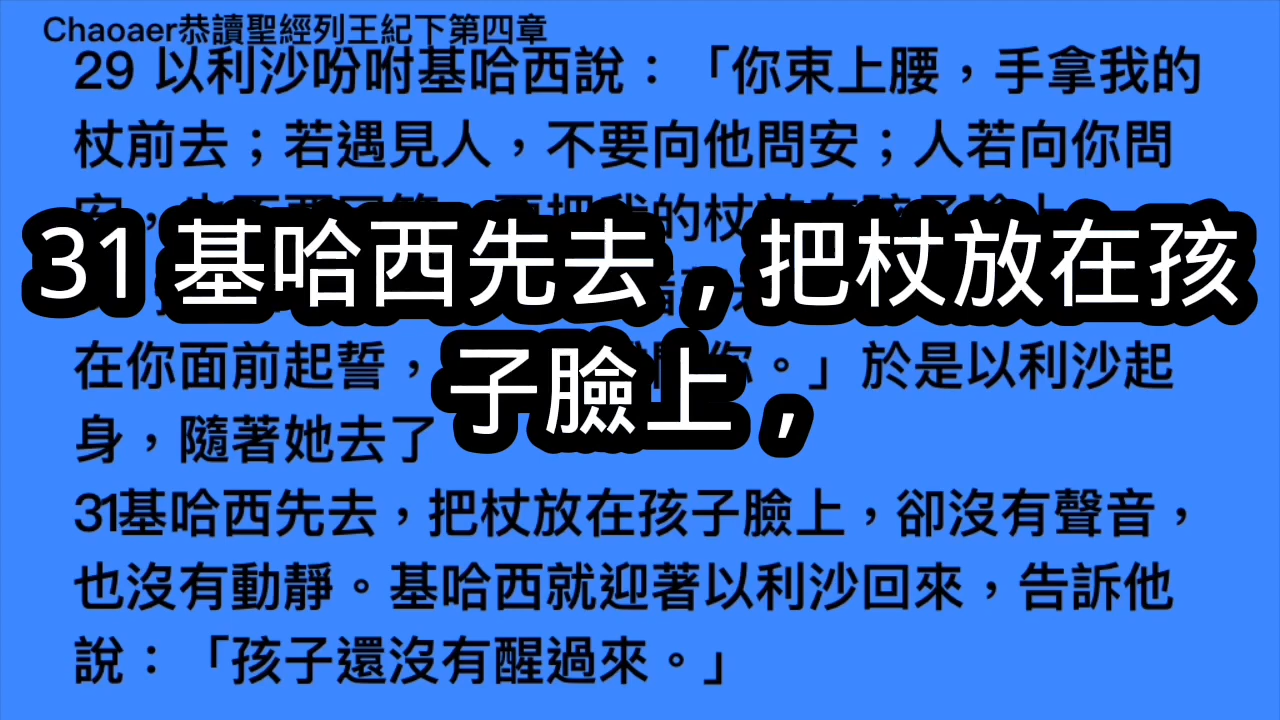 Chaoaer恭讀聖經列王紀下第四章
29 以利沙吩咐基哈西說：「你束上腰，手拿我的
杖前去；若遇見人，不要向他問安；人若向你問
31 基哈西先去 , 把杖放在孩
子臉上 ,
在你面前起誓，你。」於是以利沙起
身，隨著她去了
31基哈西先去，把杖放在孩子臉上，卻沒有聲音，
也沒有動靜。基哈西就迎著以利沙回來，告訴他
說：「孩子還沒有醒過來。」